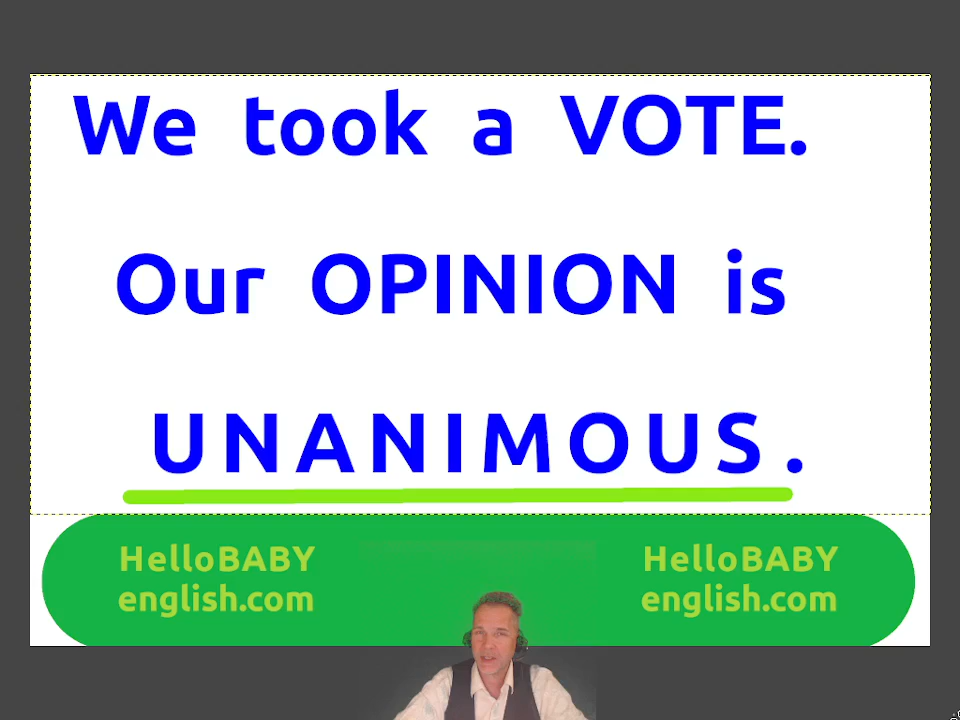 We took a VOTE.
Our OPINION is
UNANIMOUS.
HelloBABY HelloBABY
english.com english.com